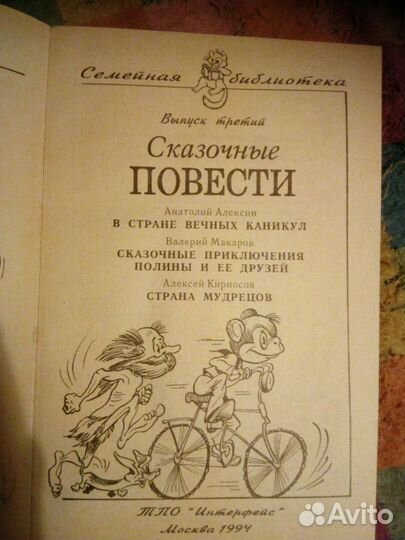 Семейная библиотека
Выпуск третий
Сказочные
ПОВЕСТИ
Анатолий Алексин
В СТРАНЕ ВЕЧНЫХ КАНИКУЛ
Валерий Макаров
СКАЗОЧНЫЕ ПРИКЛЮЧЕНИЯ
ПОЛИНЫ И ЕЕ ДРУЗЕЙ
Алексей Кирносов
СТРАНА МУДРЕЦОВ
ТПО "Интерфейс"
Москва 1994
Avito